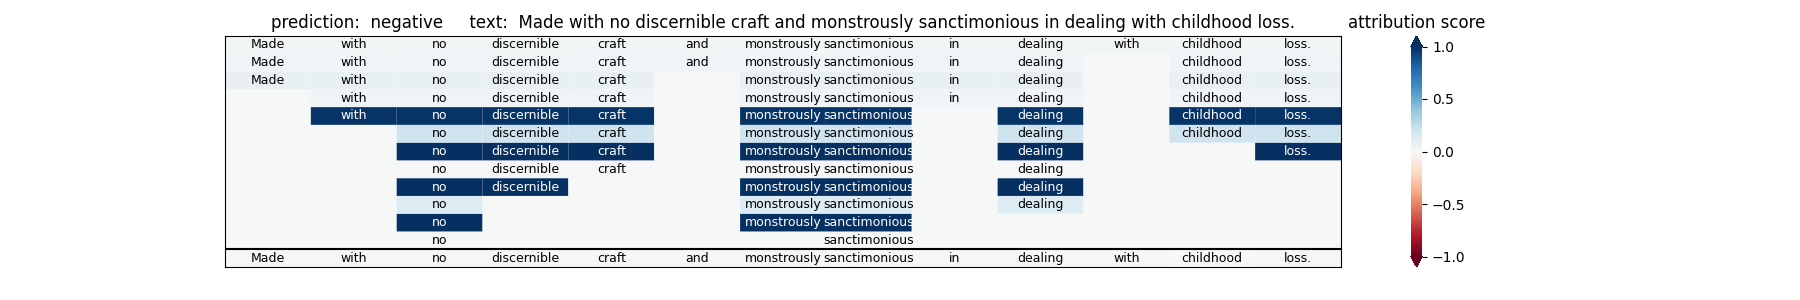 prediction: negative text: Made with no discernible craft and monstrously sanctimonious in dealing with childhood loss. attribution score
Made with no discernible craft and monstrously sanctimonious in dealing with childhood loss. 1.0
Made with no discernible craft and monstrously sanctimonious in dealing childhood loss.
Made with no discernible craft monstrously sanctimonious in dealing childhood loss.
with no discernible craft monstrously sanctimonious in dealing childhood loss. 0.5
with no discernible craft monstrously sanctimonious dealing childhood loss.
no discernible craft monstrously sanctimonious dealing childhood loss.
no discernible craft monstrously sanctimonious dealing loss. 0.0
no discernible craft monstrously sanctimonious dealing
no discernible monstrously sanctimonious dealing
no monstrously sanctimonious dealing −0.5
no monstrously sanctimonious
no sanctimonious
Made with no discernible craft and monstrously sanctimonious in dealing with childhood loss. −1.0